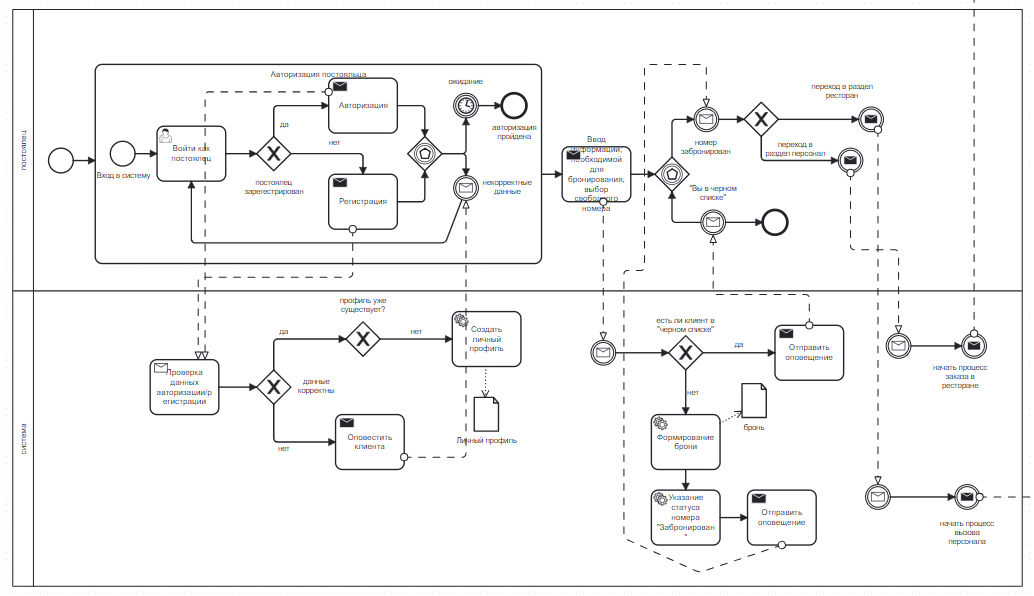 постоялец
Авторизация постояльца
Вход в систему
Войти как
постоялец
да
нет
постоялец
зарегестрирован
Авторизация
Регистрация
ожидание
авторизация
пройдена
некорректные
данные
Ввод
информации,
необходимой
для
бронирования,
выбор
свободного
номера
номер
забронирован
"Вы в черном
списке"
переход в раздел
ресторан
переход в
раздел персонал
система
Проверка
данных
авторизации/р
егистрации
данные
корректны
да
нет
профиль уже
существует?
нет
Создать
личный
профиль
Личный профиль
Оповестить
клиента
есть ли клиент в
"черном списке"
да
нет
Отправить
оповещение
Формирование
брони
бронь
Указание
статуса
номера
"Забронирован
"
Отправить
оповещение
начать процесс
заказа в
ресторане
начать процесс
вызова
персонала